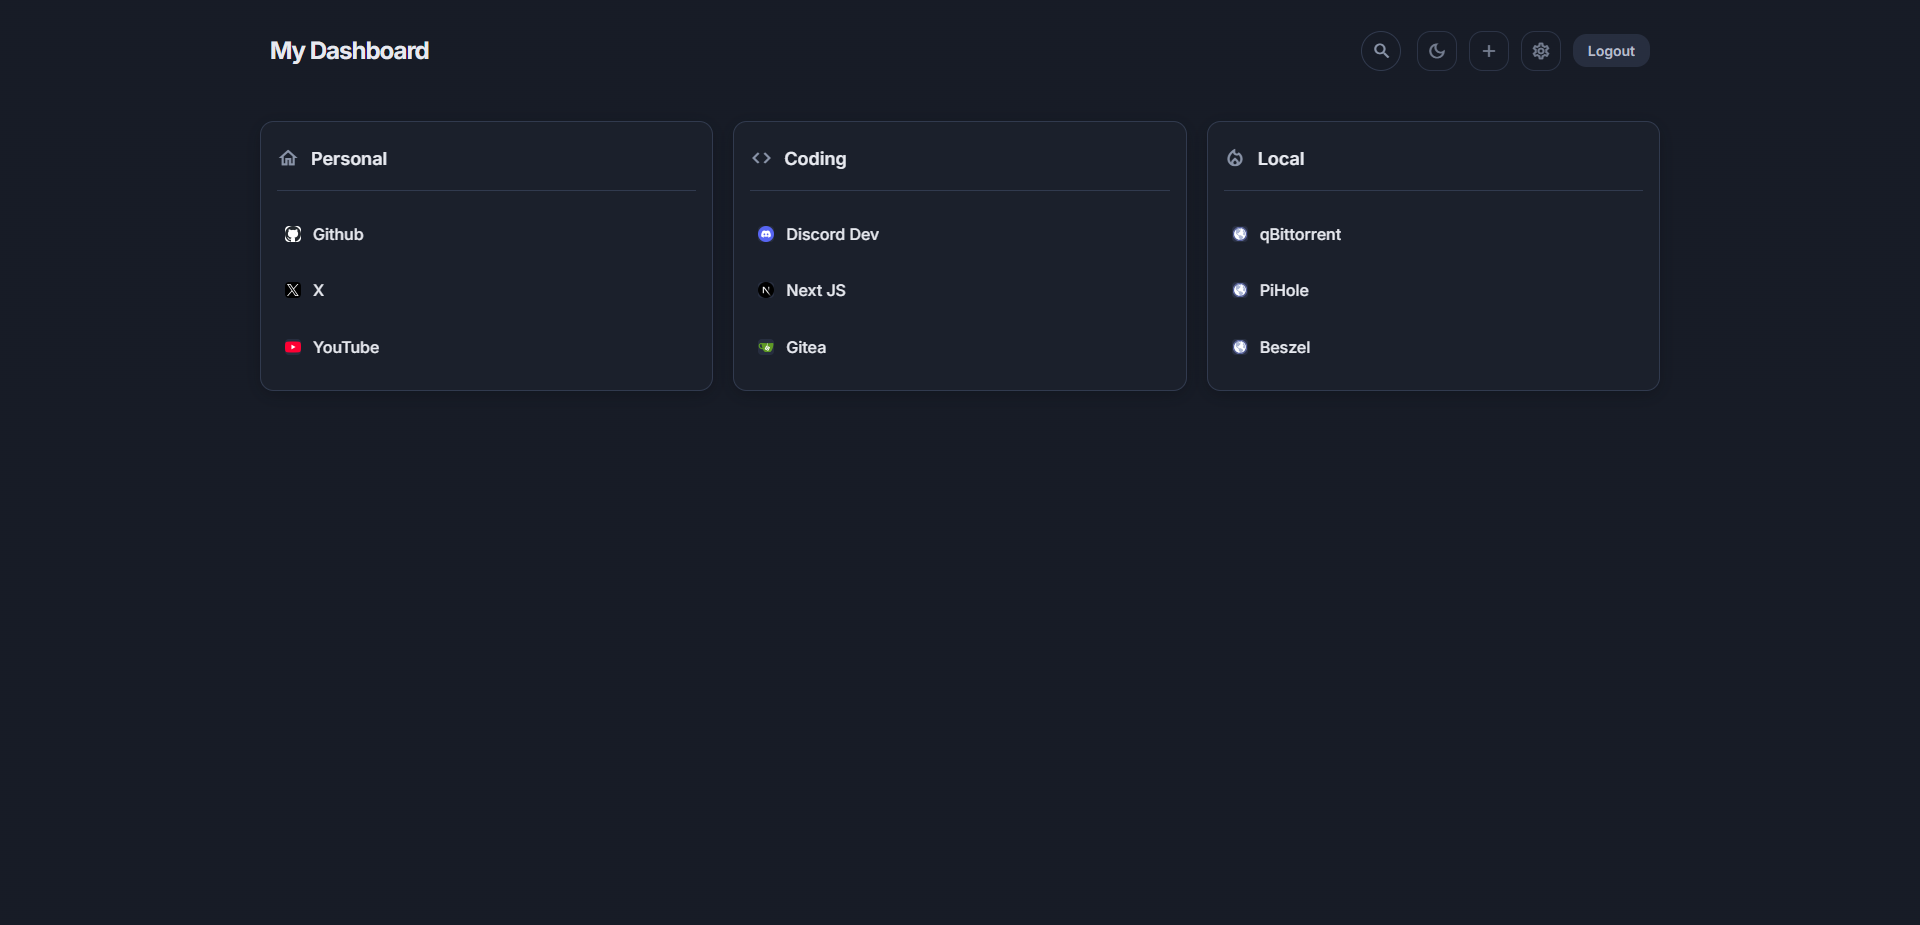 My Dashboard
Logout
Personal
Github
X
YouTube
Coding
Discord Dev
Next JS
Gitea
Local
qBittorrent
PiHole
Beszel